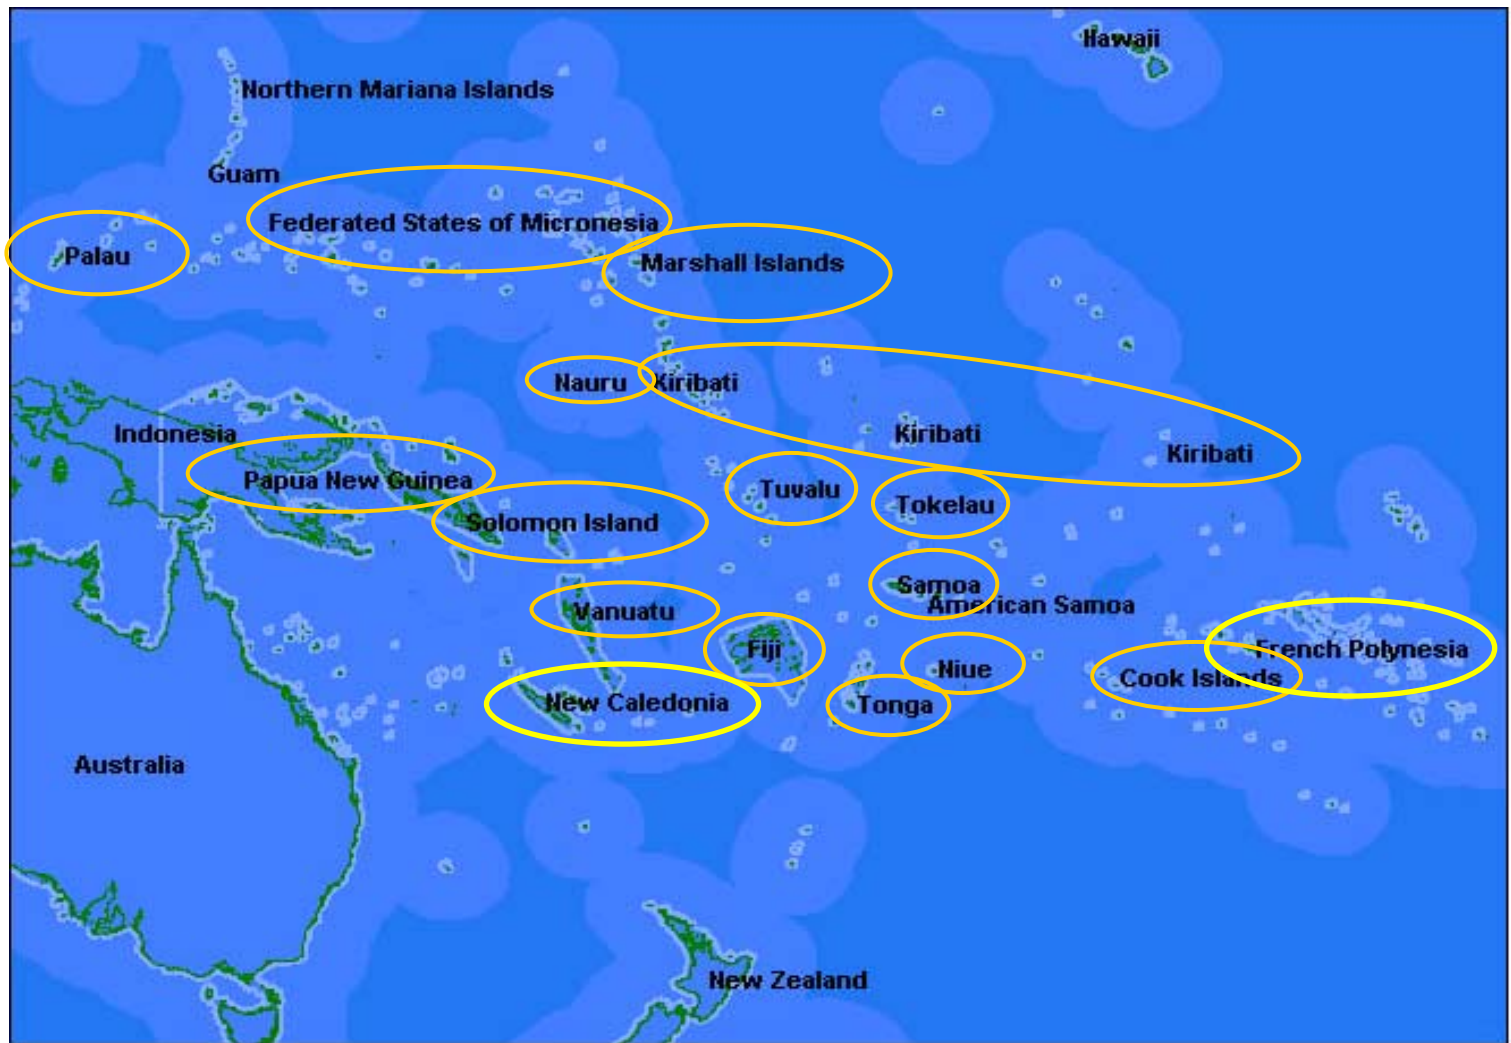 Hawaii
Northern Mariana Islands
Guam
Federated States of Micronesia
Palau
Marshall Islands
Nauru
Kiribati
Indonesia
Kiribati
Kiribati
Papua New Guinea
Tuvalu
Tokelau
Solomon Island
Samoa
American Samoa
Vanuatu
Fiji
French Polynesia
Niue
Cook Islands
New Caledonia
Tonga
Australia
New Zealand